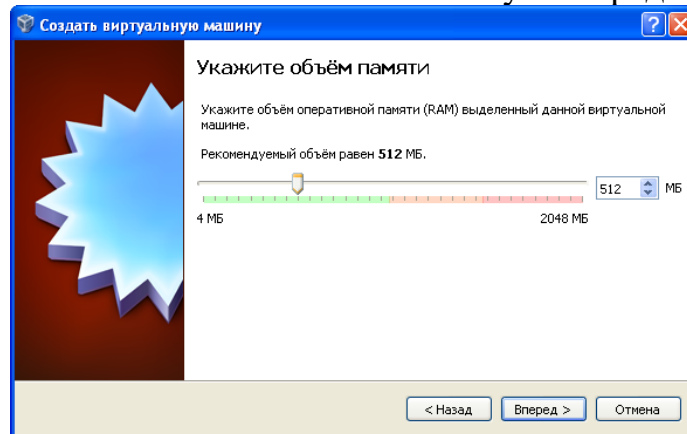 Создать виртуальную машину
Укажите объём памяти
Укажите объём оперативной памяти (RAM) выделенный данной виртуальной
машине.
Рекомендуемый объём равен 512 МБ.
512 МБ
4 МБ 2048 МБ
< Назад Вперед > Отмена